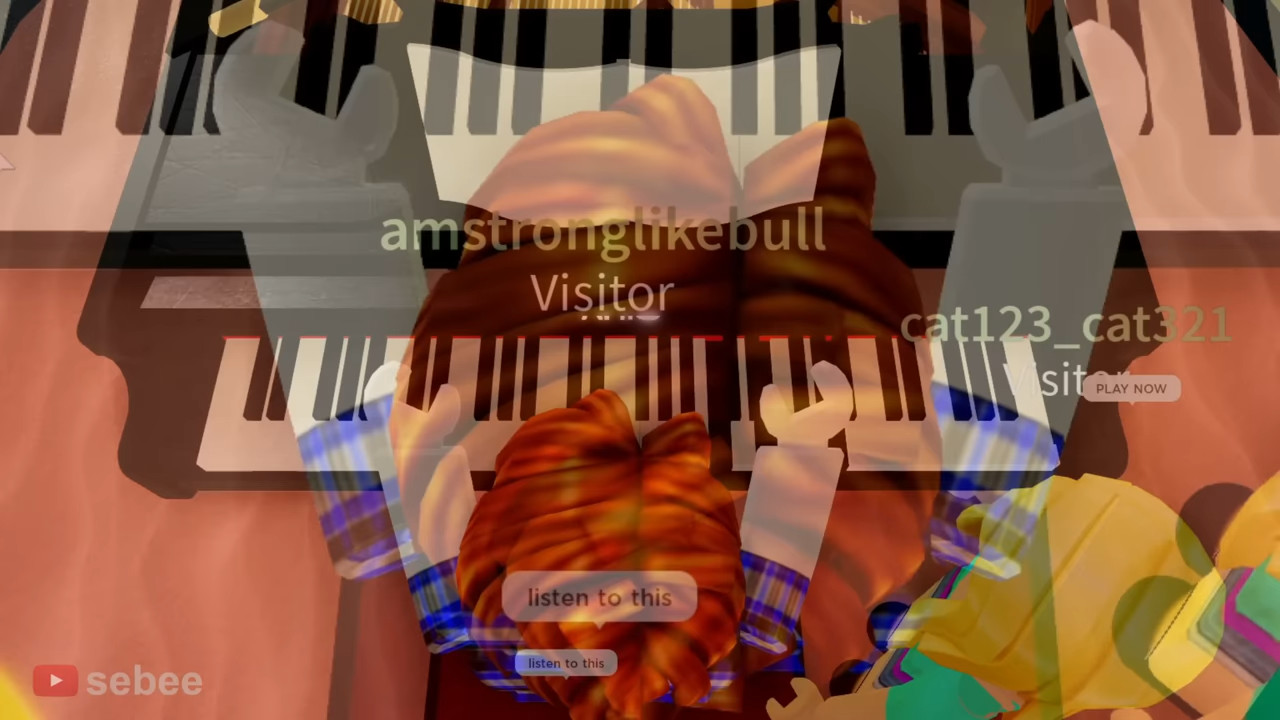 amstronglikebull
Visitor
cat123_cat321
Visitor
PLAY NOW
listen to this
listen to this
sebee